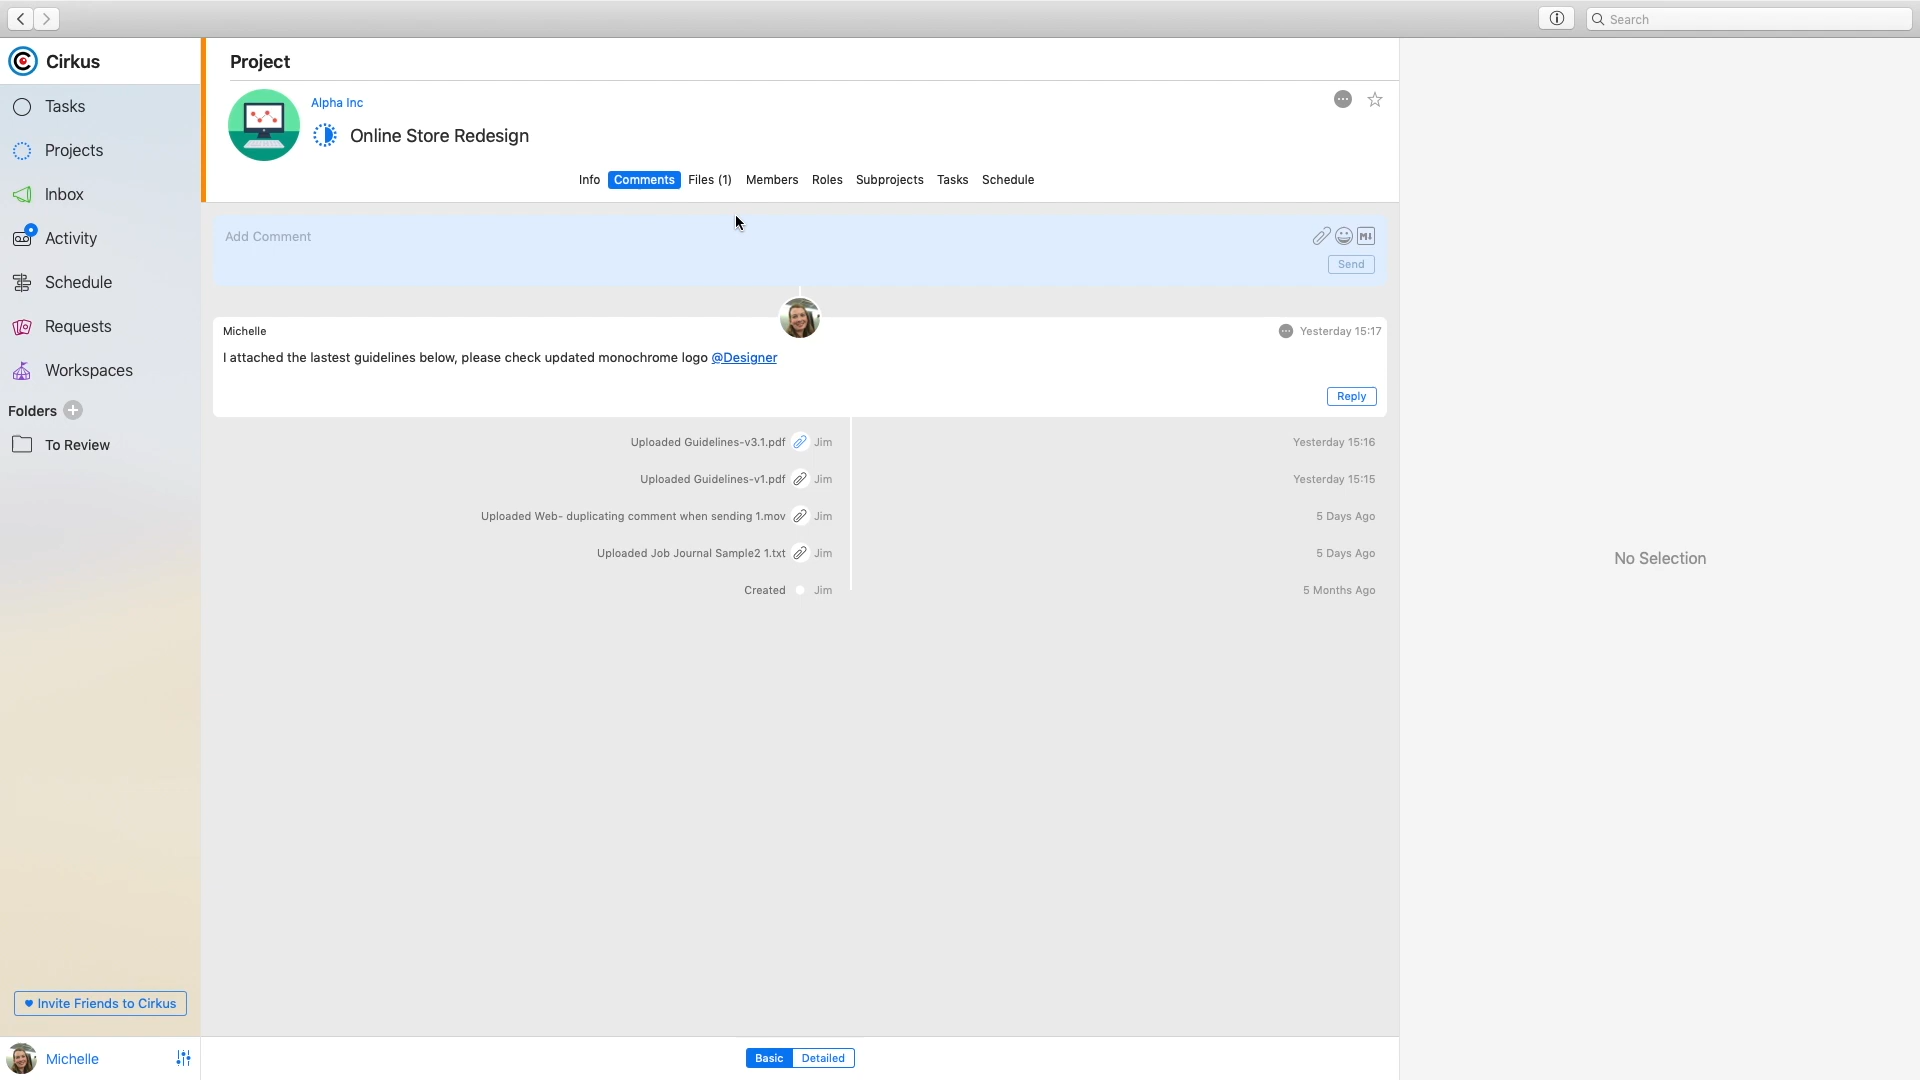 Search
Cirkus
Tasks
Projects
Inbox
Activity
Schedule
Requests
Workspaces
Folders
To Review
Invite Friends to Cirkus
Michelle
Project
Alpha Inc
Online Store Redesign
Info Comments Files (1) Members Roles Subprojects Tasks Schedule
Add Comment
M
Send
Michelle Yesterday 15:17
I attached the lastest guidelines below, please check updated monochrome logo @Designer
Reply
Uploaded Guidelines-v3.1.pdf Jim Yesterday 15:16
Uploaded Guidelines-v1.pdf Jim Yesterday 15:15
Uploaded Web- duplicating comment when sending 1.mov Jim 5 Days Ago
Uploaded Job Journal Sample2 1.txt Jim 5 Days Ago
Created Jim 5 Months Ago
Basic Detailed
No Selection